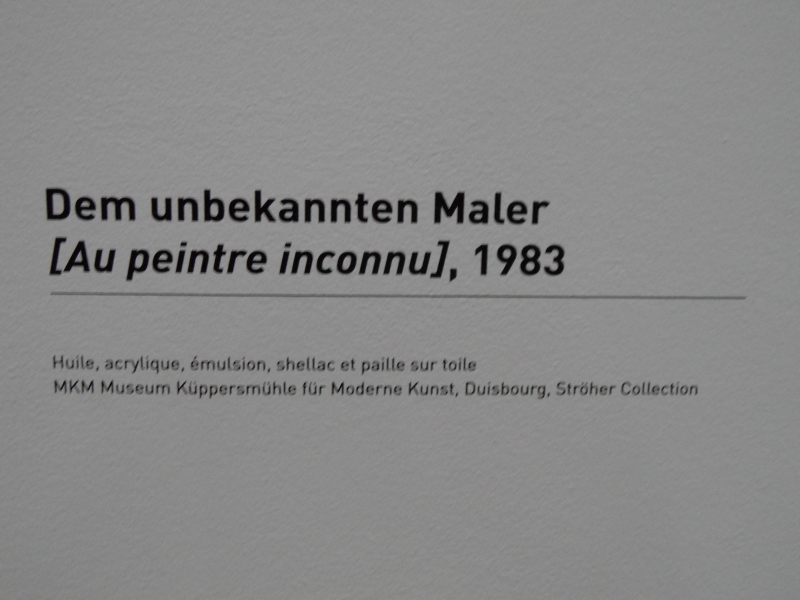 Dem unbekannten Maler
[Au peintre inconnu], 1983
Huile, acrylique, émulsion, shellac et paille sur toile
MKM Museum Küppersmühle für Moderne Kunst, Duisbourg, Ströher Collection